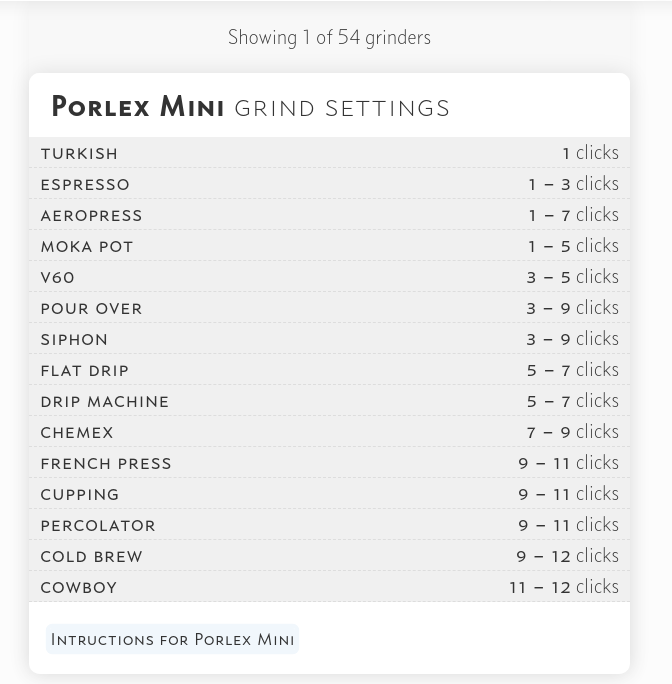 Showing 1 of 54 grinders
Porlex Mini GRIND SETTINGS
TURKISH 1 clicks
ESPRESSO 1 – 3 clicks
AEROPRESS 1 – 7 clicks
MOKA POT 1 – 5 clicks
V60 3 – 5 clicks
POUR OVER 3 – 9 clicks
SIPHON 3 – 9 clicks
FLAT DRIP 5 – 7 clicks
DRIP MACHINE 5 – 7 clicks
CHEMEX 7 – 9 clicks
FRENCH PRESS 9 – 11 clicks
CUPPING 9 – 11 clicks
PERCOLATOR 9 – 11 clicks
COLD BREW 9 – 12 clicks
COWBOY 11 – 12 clicks
Intructions for Porlex Mini